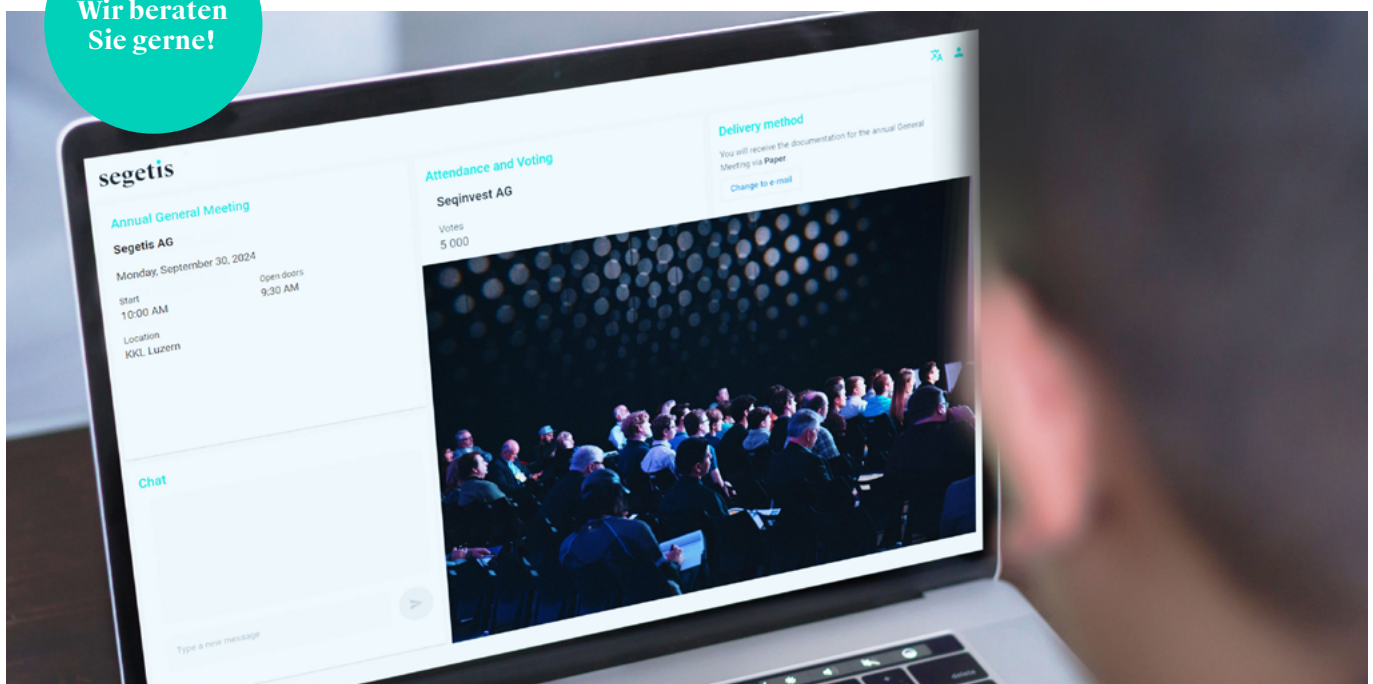 Wir beraten
Sie gerne!
segetis
Annual General Meeting
Segetis AG
Monday, September 30, 2024
Start
10:00 AM
Open doors
9:30 AM
Location
KKL Luzern
Chat
Type a new message
Attendance and Voting
Seqinvest AG
Votes
5 000
Delivery method
You will receive the documentation for the annual General
Meeting via Paper
Change to e-mail
delete